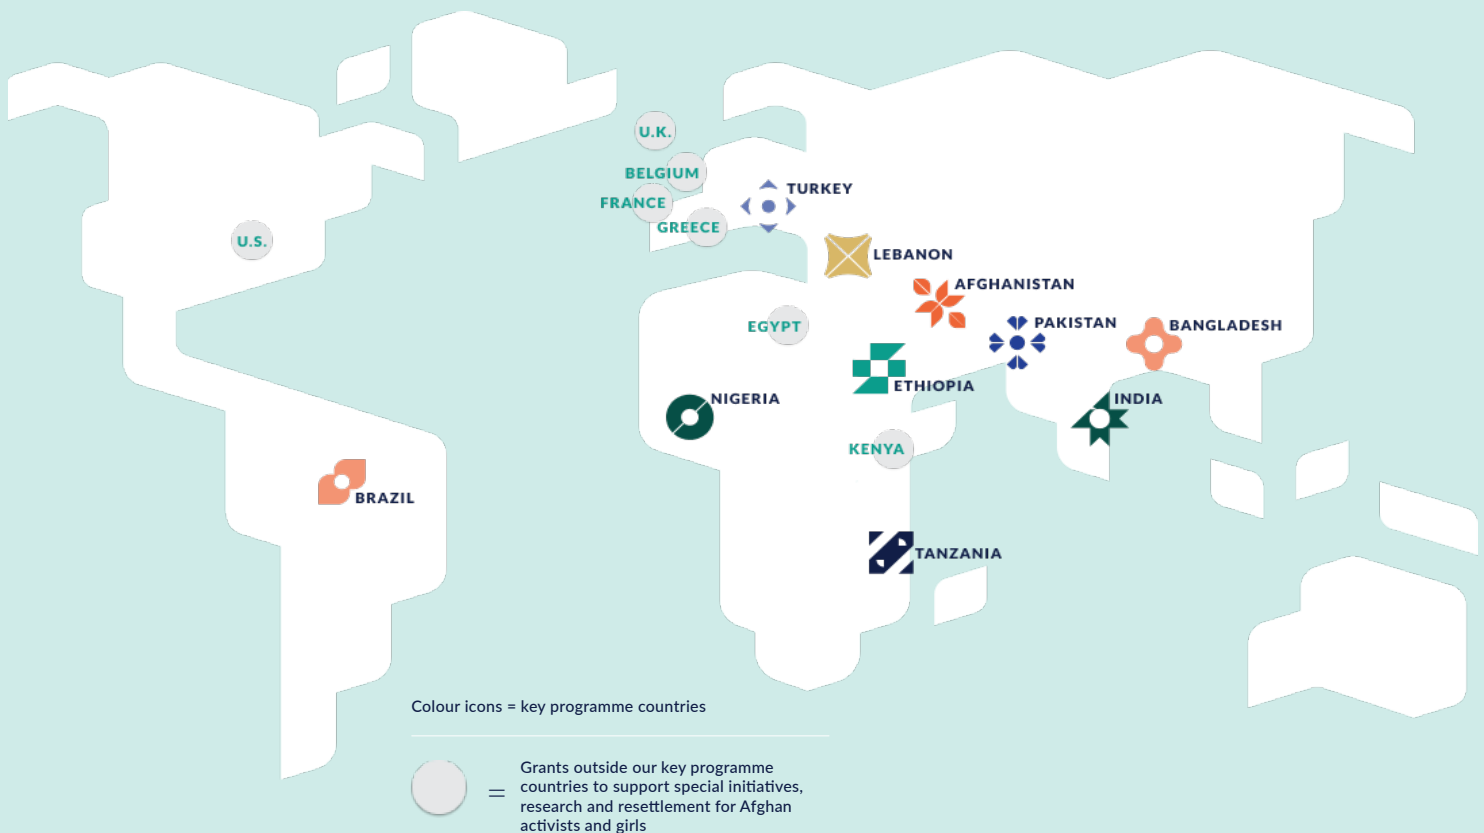 U.K.
BELGIUM
TURKEY
FRANCE
GREECE
U.S.
LEBANON
AFGHANISTAN
PAKISTAN
BANGLADESH
EGYPT
ETHIOPIA
NIGERIA
INDIA
KENYA
BRAZIL
TANZANIA
Colour icons = key programme countries
=
Grants outside our key programme
countries to support special initiatives,
research and resettlement for Afghan
activists and girls